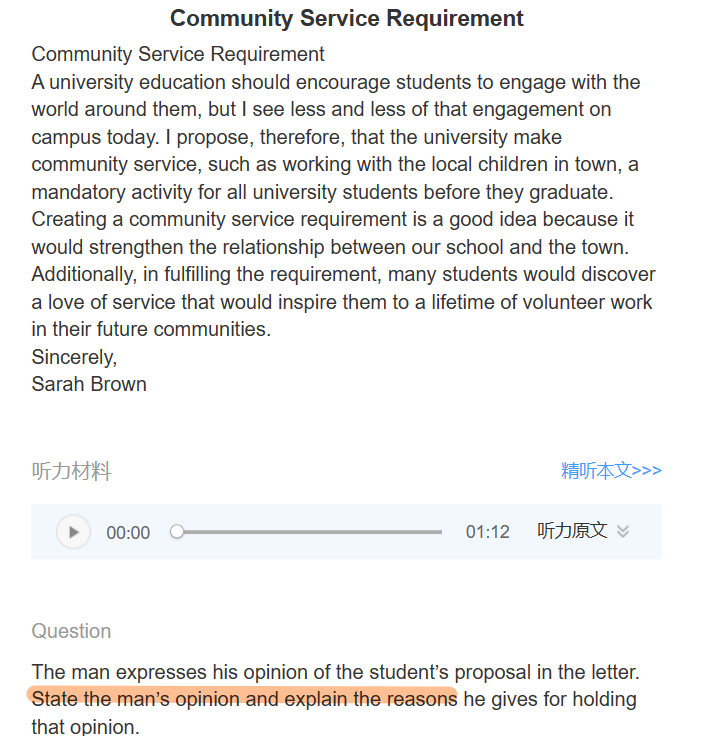 Community Service Requirement
Community Service Requirement
A university education should encourage students to engage with the
world around them, but I see less and less of that engagement on
campus today. I propose, therefore, that the university make
community service, such as working with the local children in town, a
mandatory activity for all university students before they graduate.
Creating a community service requirement is a good idea because it
would strengthen the relationship between our school and the town.
Additionally, in fulfilling the requirement, many students would discover
a love of service that would inspire them to a lifetime of volunteer work
in their future communities.
Sincerely,
Sarah Brown
听力材料 精听本文>>>
00:00 01:12 听力原文
Question
The man expresses his opinion of the student's proposal in the letter.
State the man's opinion and explain the reasons he gives for holding
that opinion.